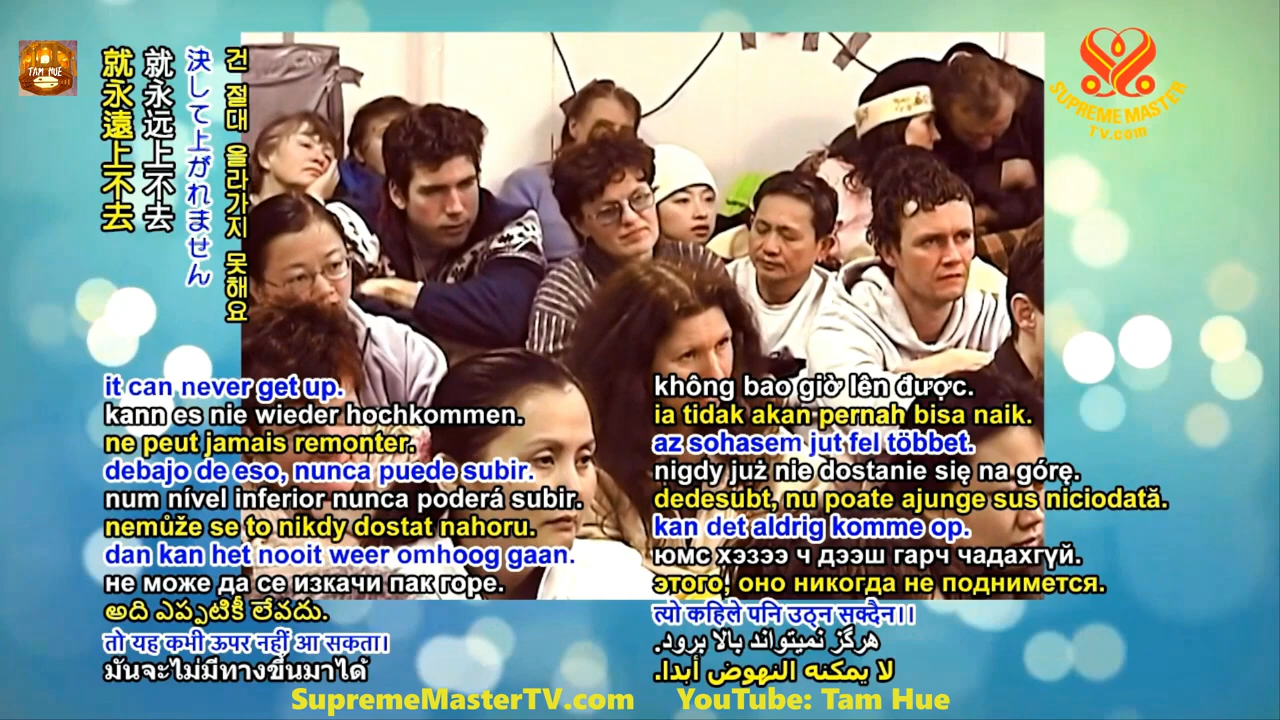 TAM HUE
就永遠上不去
就永远上不去
決して上がれません
건 절대 올라가지 못해요
SUPREME MASTER
TV.com
it can never get up.
kann es nie wieder hochkommen.
ne peut jamais remonter.
debajo de eso, nunca puede subir.
num nível inferior nunca poderá subir.
nemůže se to nikdy dostat nahoru.
dan kan het nooit weer omhoog gaan.
не може да се изкачи пак горе.
అది ఎప్పటికీ లేవదు.
तो यह कभी ऊपर नहीं आ सकता।
มันจะไม่มีทางขึ้นมาได้
không bao giờ lên được.
ia tidak akan pernah bisa naik.
az sohasem jut fel többet.
nigdy już nie dostanie się na górę.
dedesubt, nu poate ajunge sus niciodată.
kan det aldrig komme op.
юмс хэзээ ч дээш гарч чадахгүй.
этого, оно никогда не поднимется.
त्यो कहिले पनि उठ्न सक्दैन।।
هرگز نمیتواند بالا برود.
لا يمكنه النهوض أبدا.
SupremeMasterTV.com
YouTube: Tam Hue